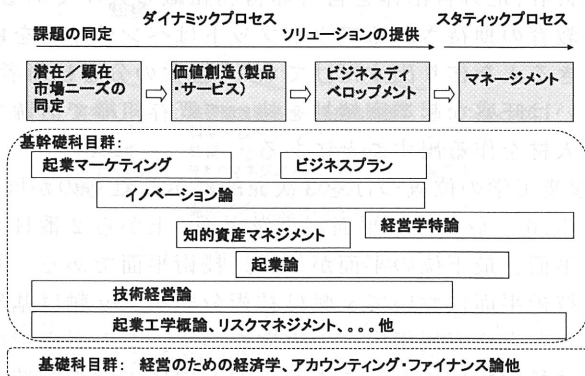 ダイナミックプロセス
スタティックプロセス
課題の同定
ソリューションの提供
潜在／顕在
市場ニーズの
同定
価値創造（製品
・サービス）
ビジネスディ
ベロップメント
マネージメント
基幹礎科目群：
起業マーケティング
ビジネスプラン
イノベーション論
経営学特論
知的資産マネジメント
起業論
技術経営論
起業工学概論、リスクマネジメント、。。。他
基礎科目群：　経営のための経済学、アカウンティング・ファイナンス論他